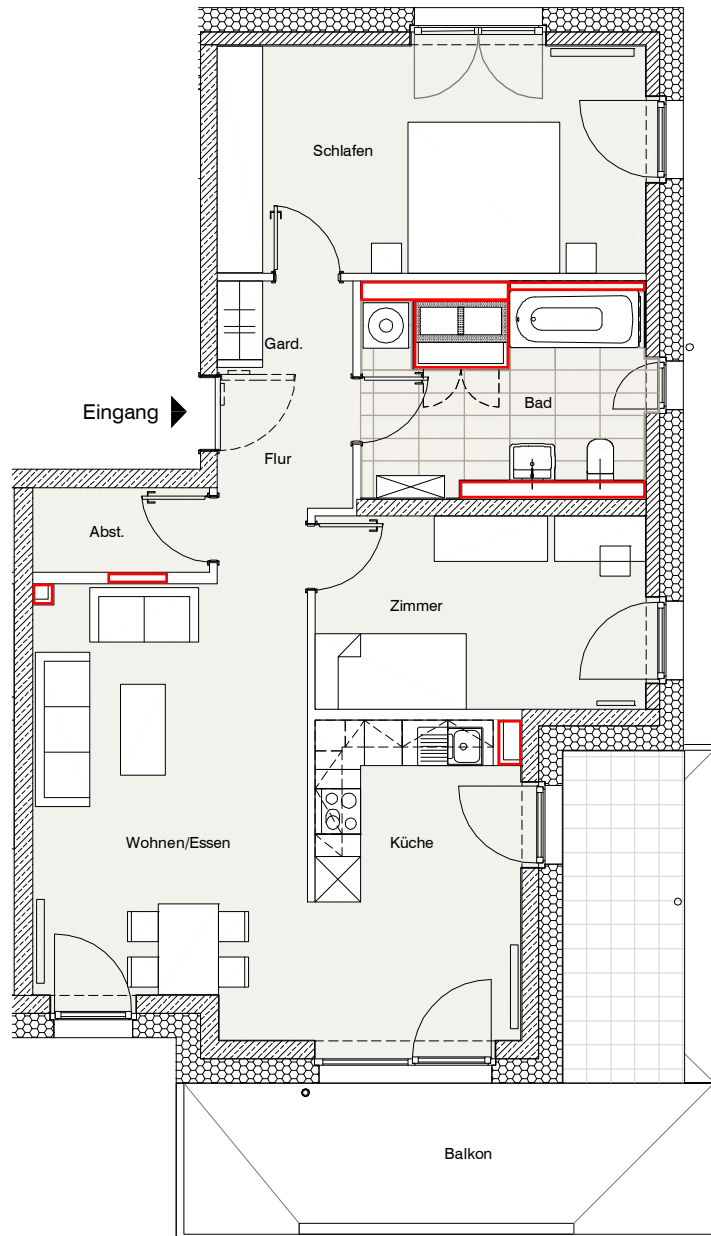 Schlafen
Gard.
Eingang
Bad
Flur
Abst.
Zimmer
Wohnen/Essen
Küche
Balkon